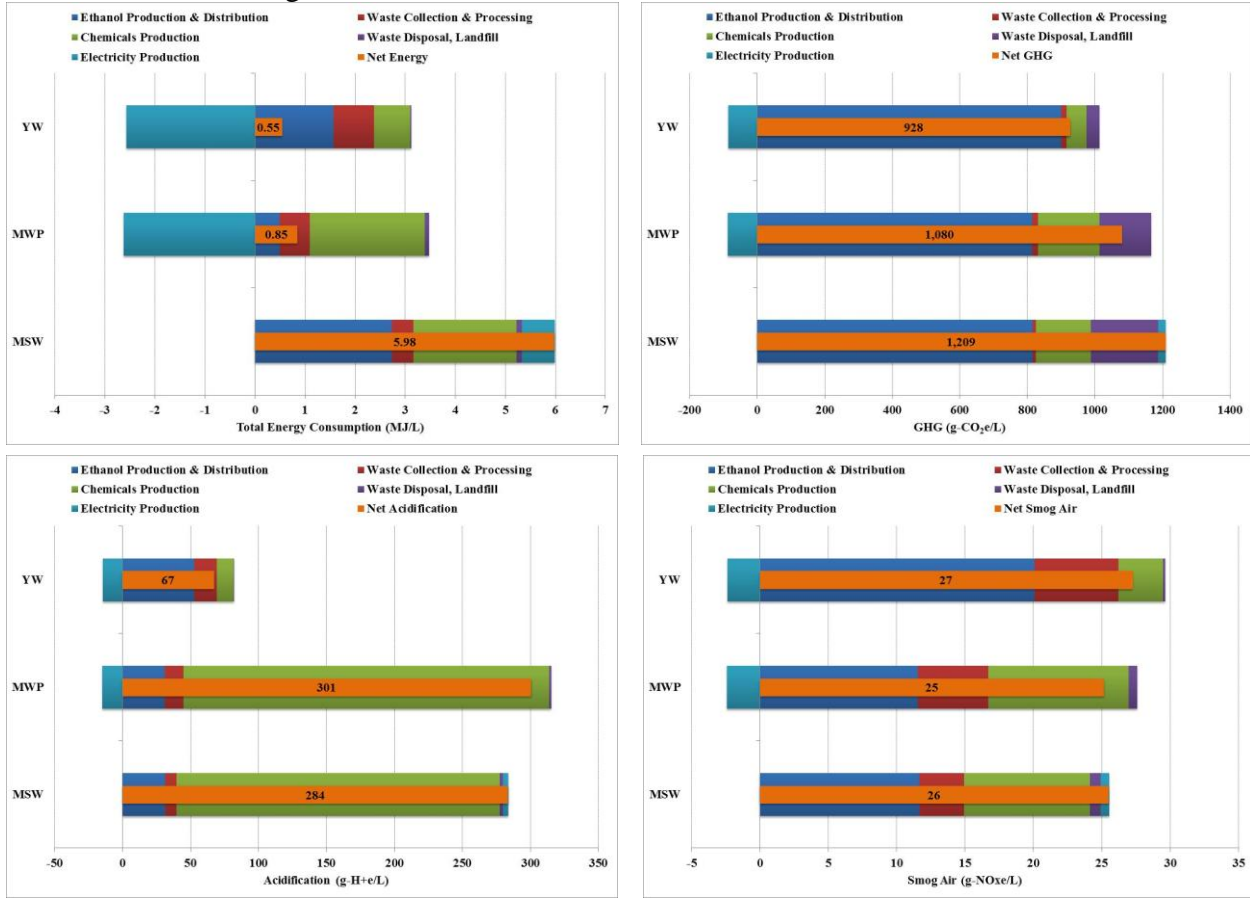 Ethanol Production & Distribution Waste Collection & Processing
Chemicals Production Waste Disposal, Landfill
Electricity Production Net Energy
YW 0.55
MWP 0.85
MSW 5.98
-4 -3 -2 -1 0 1 2 3 4 5 6 7
Total Energy Consumption (MJ/L)
Ethanol Production & Distribution Waste Collection & Processing
Chemicals Production Waste Disposal, Landfill
Electricity Production Net GHG
YW 928
MWP 1,080
MSW 1,209
-200 0 200 400 600 800 1000 1200 1400
GHG (g-CO₂e/L)
Ethanol Production & Distribution Waste Collection & Processing
Chemicals Production Waste Disposal, Landfill
Electricity Production Net Acidification
YW 67
MWP 301
MSW 284
-50 0 50 100 150 200 250 300 350
Acidification (g-H+e/L)
Ethanol Production & Distribution Waste Collection & Processing
Chemicals Production Waste Disposal, Landfill
Electricity Production Net Smog Air
YW 27
MWP 25
MSW 26
-5 0 5 10 15 20 25 30 35
Smog Air (g-NOxe/L)